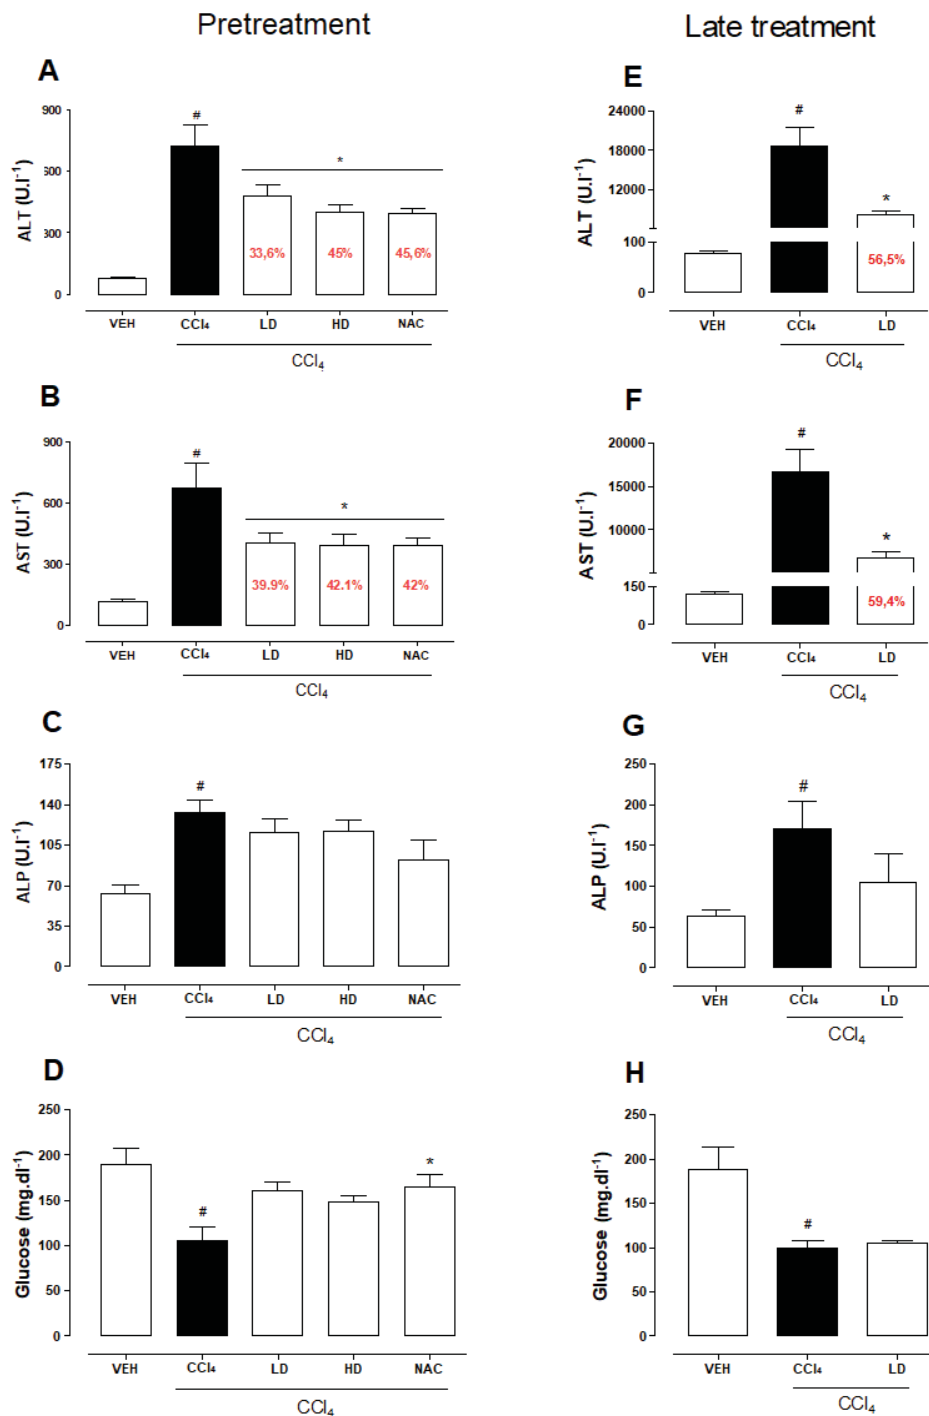 Pretreatment
Late treatment
A
ALT (U.l⁻¹)
900
600
300
0
#
*
33,6%
45%
45,6%
VEH
CCl₄
LD
HD
NAC
CCl₄
E
ALT (U.l⁻¹)
24000
18000
12000
100
0
#
*
56,5%
VEH
CCl₄
LD
CCl₄
B
AST (U.l⁻¹)
900
600
300
0
#
*
39.9%
42.1%
42%
VEH
CCl₄
LD
HD
NAC
CCl₄
F
AST (U.l⁻¹)
20000
15000
10000
150
0
#
*
59,4%
VEH
CCl₄
LD
CCl₄
C
ALP (U.l⁻¹)
175
140
105
70
35
0
#
VEH
CCl₄
LD
HD
NAC
CCl₄
G
ALP (U.l⁻¹)
250
200
150
100
50
0
#
VEH
CCl₄
LD
CCl₄
D
Glucose (mg.dl⁻¹)
250
200
150
100
50
0
#
*
VEH
CCl₄
LD
HD
NAC
CCl₄
H
Glucose (mg.dl⁻¹)
250
200
150
100
50
0
#
VEH
CCl₄
LD
CCl₄